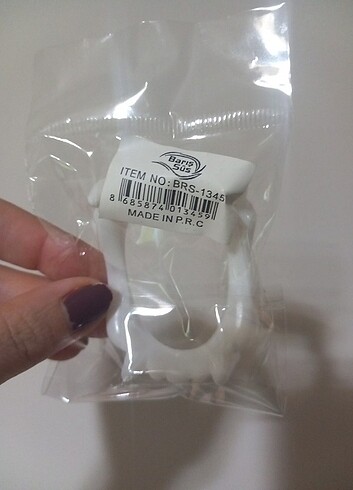 Barış
Süs
ITEM NO: BRS-1345
8 685874 013459
MADE IN P.R.C